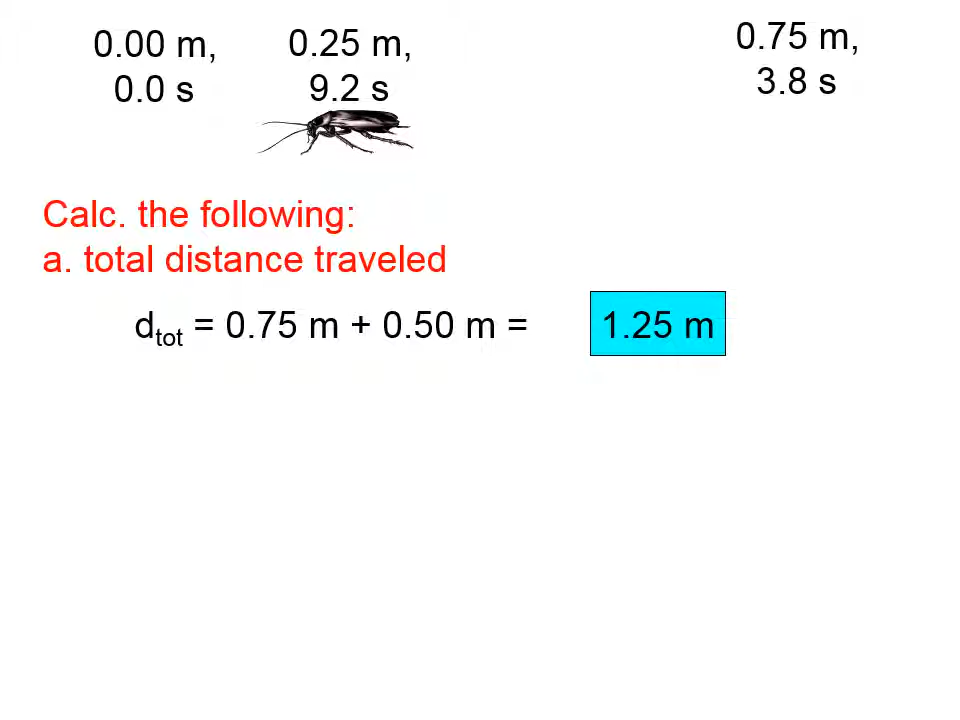 0.00 m,
0.0 s
0.25 m,
9.2 s
0.75 m,
3.8 s
Calc. the following:
a. total distance traveled
dtot = 0.75 m + 0.50 m = 1.25 m